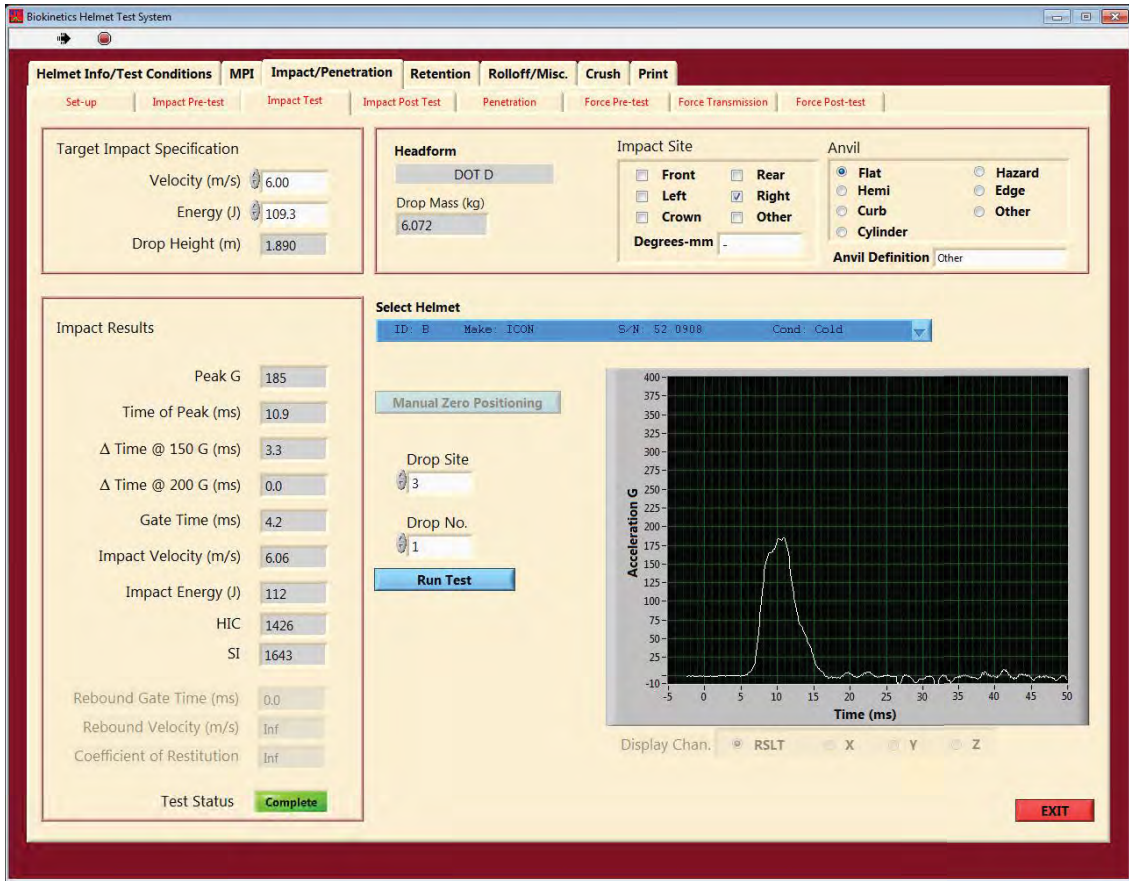 Biokinetics Helmet Test System
Helmet Info/Test Conditions MPI Impact/Penetration Retention Rolloff/Misc. Crush Print
Set-up Impact Pre-test Impact Test Impact Post Test Penetration Force Pre-test Force Transmission Force Post-test
Target Impact Specification
Velocity (m/s) 6.00
Energy (J) 109.3
Drop Height (m) 1.890
Headform
DOT D
Drop Mass (kg)
6.072
Impact Site
Front Rear
Left Right
Crown Other
Degrees-mm -
Anvil
Flat Hazard
Hemi Edge
Curb Other
Cylinder
Anvil Definition Other
Impact Results
Peak G 185
Time of Peak (ms) 10.9
Δ Time @ 150 G (ms) 3.3
Δ Time @ 200 G (ms) 0.0
Gate Time (ms) 4.2
Impact Velocity (m/s) 6.06
Impact Energy (J) 112
HIC 1426
SI 1643
Rebound Gate Time (ms) 0.0
Rebound Velocity (m/s) Inf
Coefficient of Restitution Inf
Test Status Complete
Select Helmet
ID: B Make: ICON S/N: 52 0908 Cond: Cold
Manual Zero Positioning
Drop Site
3
Drop No.
1
Run Test
Acceleration G
400
375
350
325
300
275
250
225
200
175
150
125
100
75
50
25
-10
-5 0 5 10 15 20 25 30 35 40 45 50
Time (ms)
Display Chan. RSLT X Y Z
EXIT